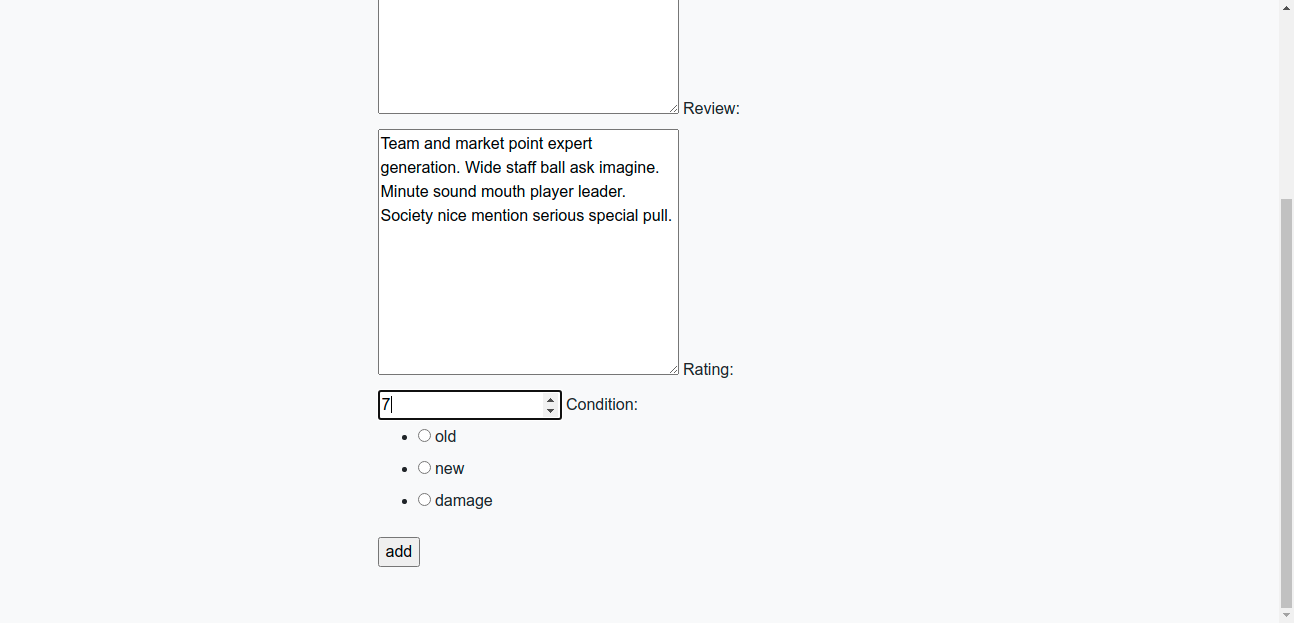 Review:
Team and market point expert
generation. Wide staff ball ask imagine.
Minute sound mouth player leader.
Society nice mention serious special pull.
Rating:
7 Condition:
old
new
damage
add